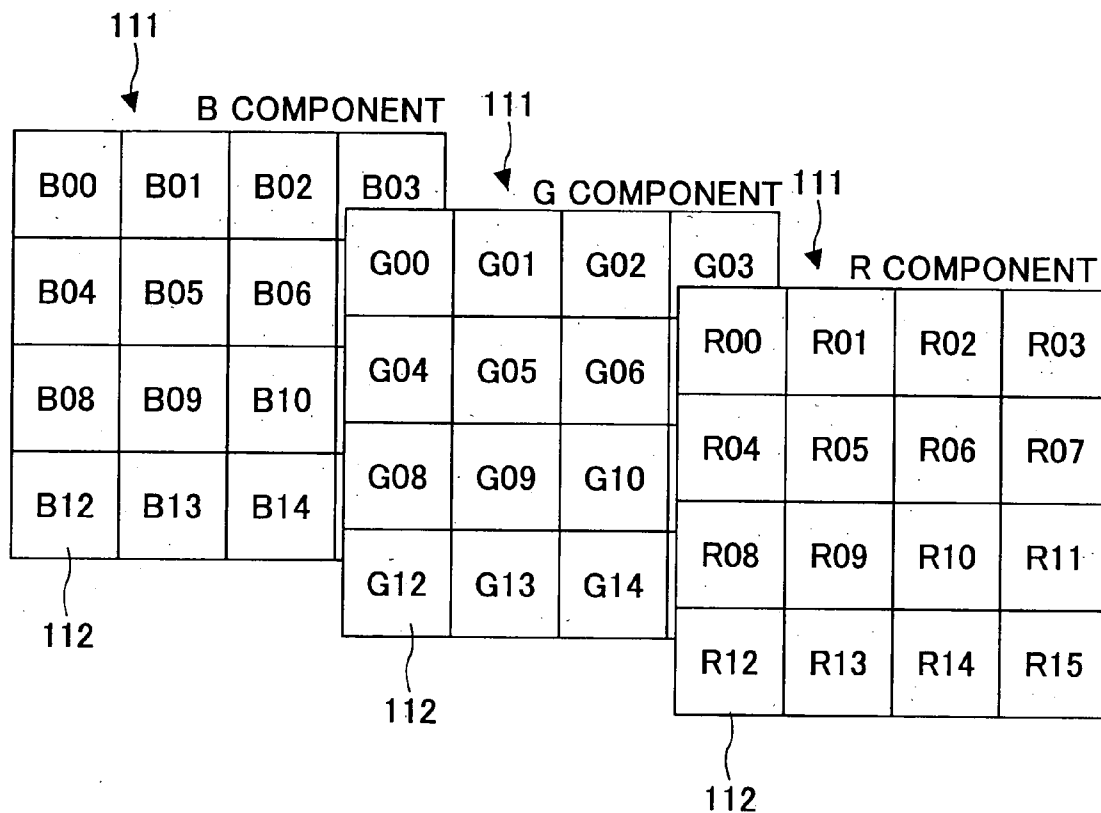 111
B COMPONENT
111
G COMPONENT
111
R COMPONENT
B00 B01 B02 B03
B04 B05 B06
B08 B09 B10
B12 B13 B14
112
G00 G01 G02 G03
G04 G05 G06
G08 G09 G10
G12 G13 G14
112
R00 R01 R02 R03
R04 R05 R06 R07
R08 R09 R10 R11
R12 R13 R14 R15
112